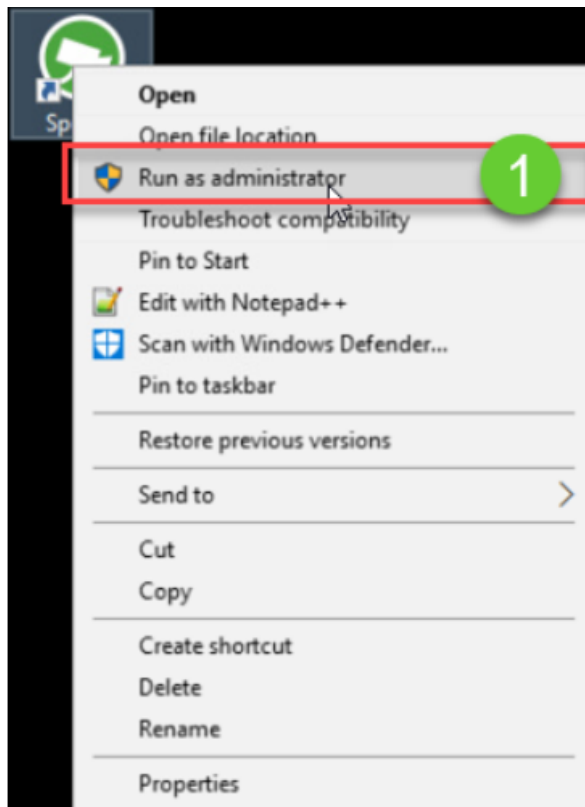 Sp
Open
Open file location
Run as administrator
1
Troubleshoot compatibility
Pin to Start
Edit with Notepad++
Scan with Windows Defender...
Pin to taskbar
Restore previous versions
Send to
Cut
Copy
Create shortcut
Delete
Rename
Properties